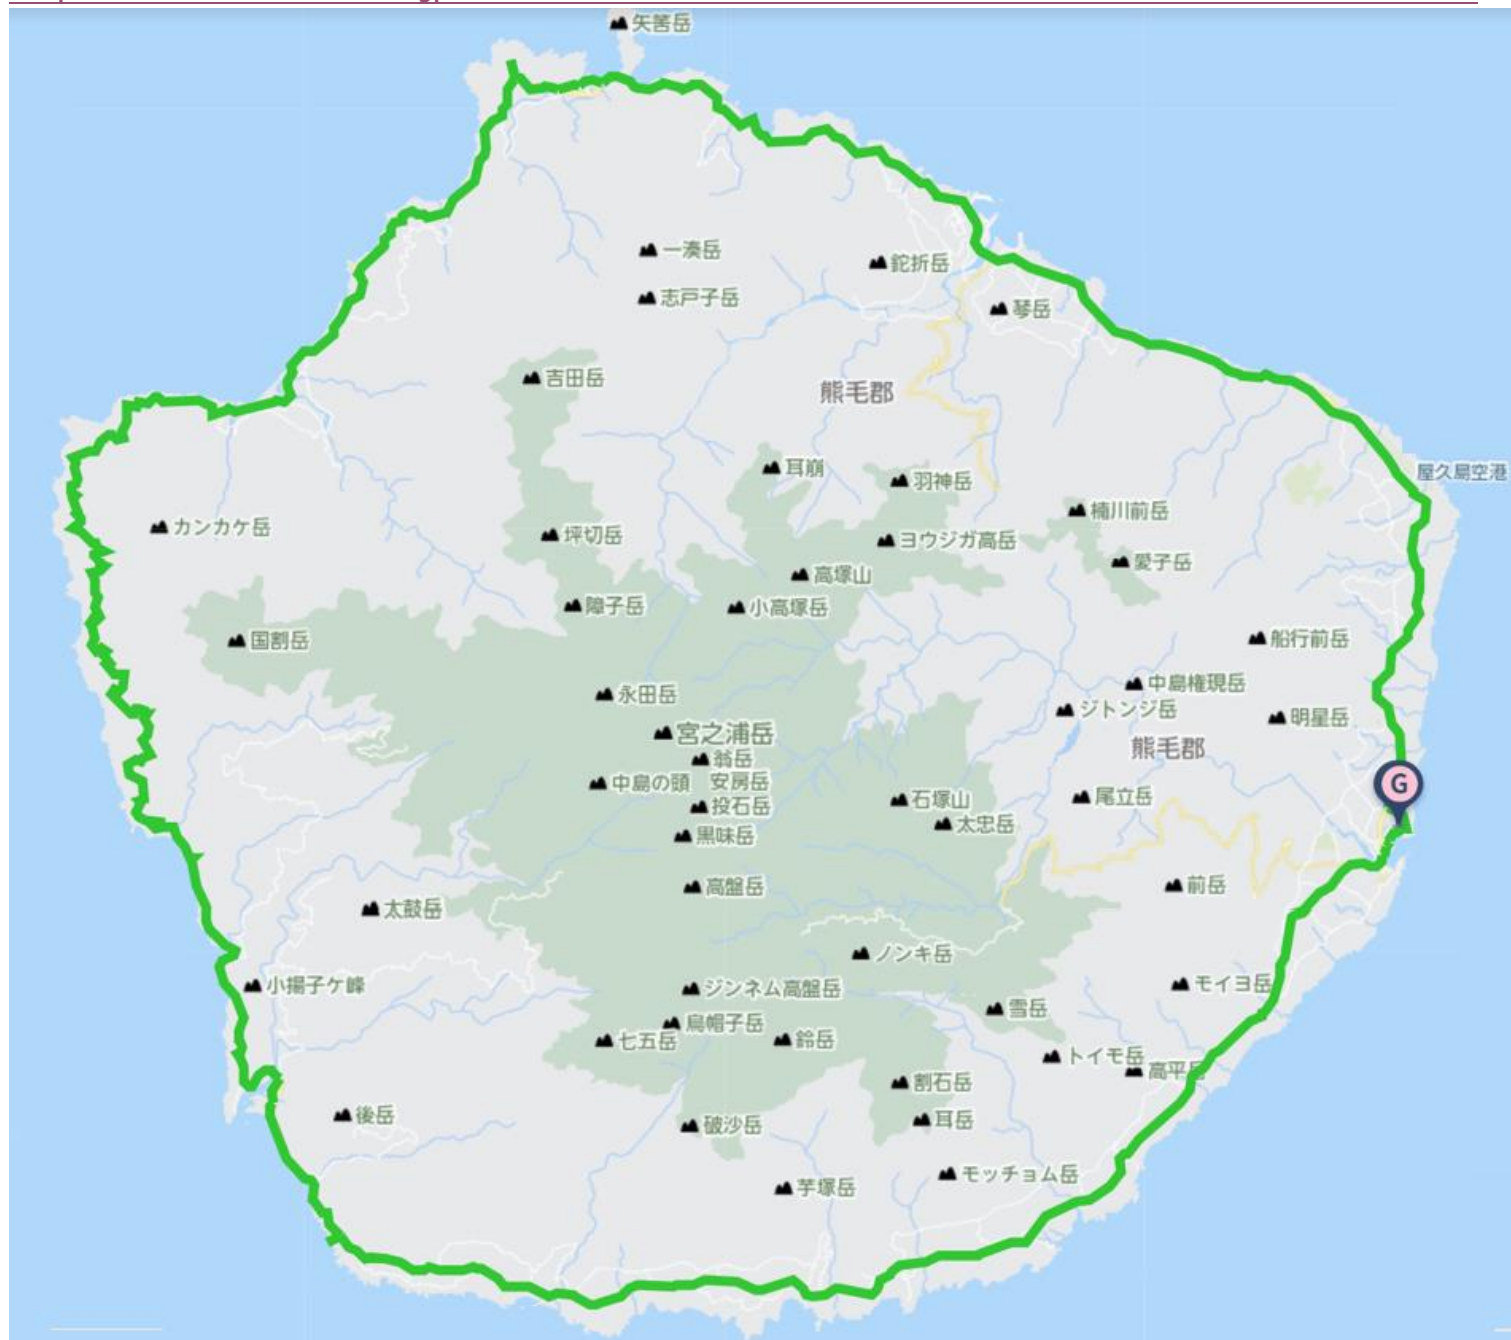 矢筈岳
一湊岳
鉈折岳
志戸子岳
琴岳
吉田岳
熊毛郡
耳崩
羽神岳
屋久島空港
楠川前岳
カンカケ岳
坪切岳
ヨウジガ高岳
愛子岳
高塚山
障子岳
小高塚岳
国割岳
船行前岳
中島権現岳
永田岳
ジトンジ岳
明星岳
宮之浦岳
熊毛郡
翁岳
中島の頭
安房岳
G
尾立岳
石塚山
投石岳
太忠岳
黒味岳
高盤岳
前岳
太鼓岳
ノンキ岳
小揚子ケ峰
モイヨ岳
ジンネム高盤岳
雪岳
烏帽子岳
七五岳
鈴岳
トイモ岳
高平岳
割石岳
後岳
耳岳
破沙岳
モッチョム岳
芋塚岳